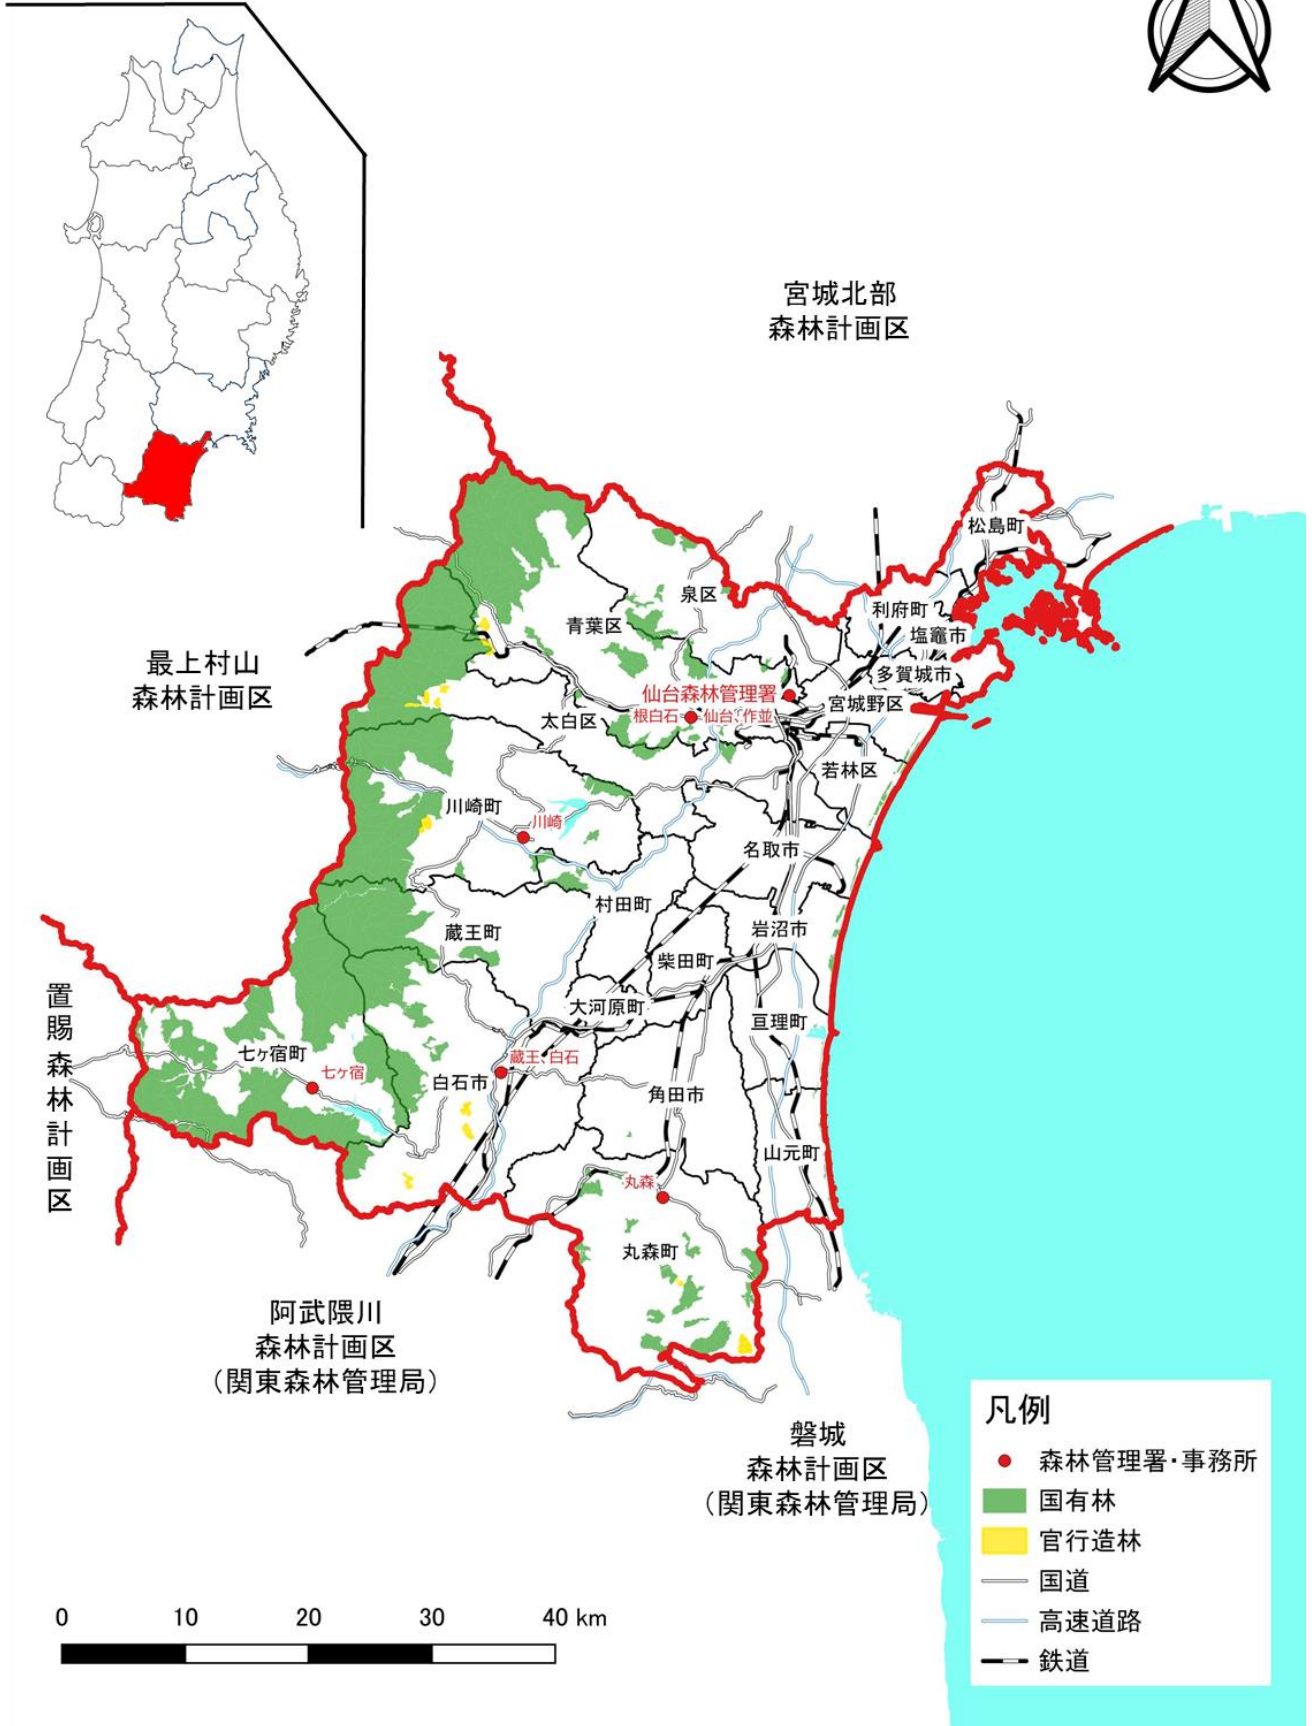 宮城北部
森林計画区
松島町
泉区
利府町
青葉区
塩竈市
最上村山
森林計画区
多賀城市
仙台森林管理署
宮城野区
根白石
仙台、作並
太白区
若林区
川崎町
川崎
名取市
村田町
岩沼市
蔵王町
柴田町
置賜森林計画区
大河原町
亘理町
七ヶ宿町
七ヶ宿
蔵王、白石
白石市
角田市
山元町
丸森
丸森町
阿武隈川
森林計画区
（関東森林管理局）
磐城
森林計画区
（関東森林管理局）
凡例
森林管理署・事務所
国有林
官行造林
国道
高速道路
鉄道
0 10 20 30 40 km